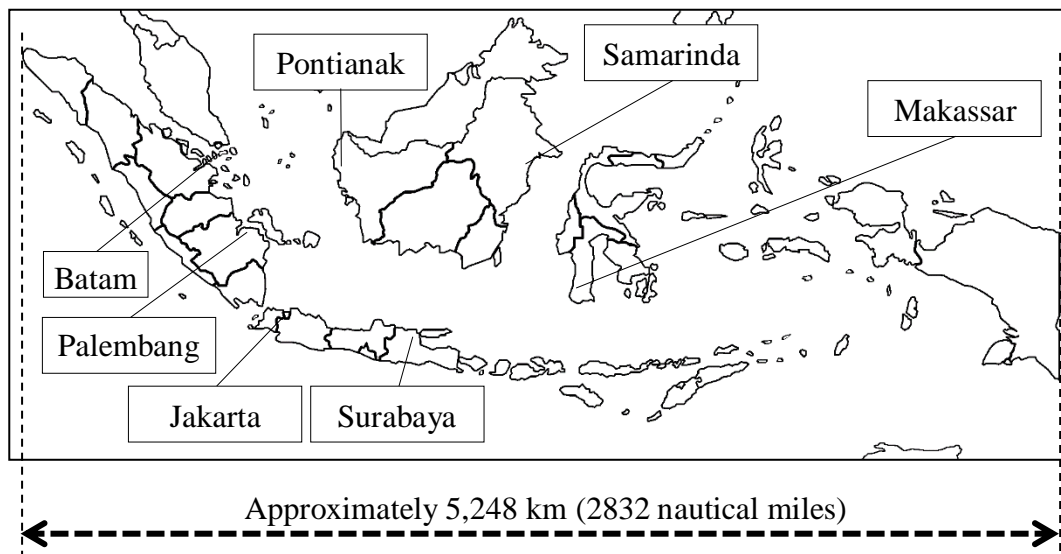 Samarinda
Pontianak
Makassar
Batam
Palembang
Jakarta
Surabaya
Approximately 5,248 km (2832 nautical miles)